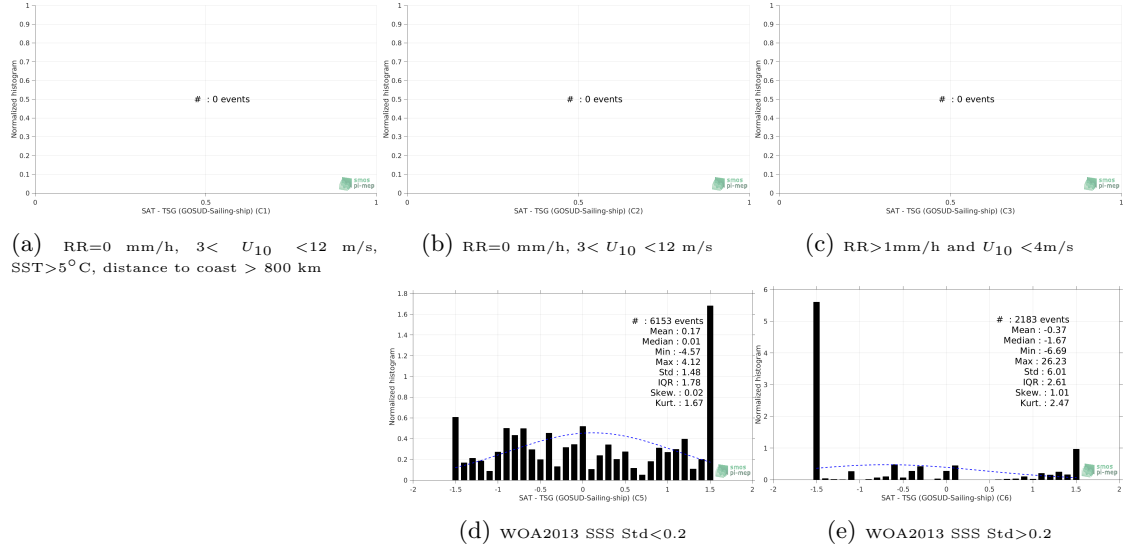 1
0.9
0.8
0.7
0.6
0.5
0.4
0.3
0.2
0.1
0
Normalized histogram
# : 0 events
smos
pi-mep
0 0.5 1
SAT - TSG (GOSUD-Sailing-ship) (C1)
(a) RR=0 mm/h, 3< U10 <12 m/s,
SST>5°C, distance to coast > 800 km
1
0.9
0.8
0.7
0.6
0.5
0.4
0.3
0.2
0.1
0
Normalized histogram
# : 0 events
smos
pi-mep
0 0.5 1
SAT - TSG (GOSUD-Sailing-ship) (C2)
(b) RR=0 mm/h, 3< U10 <12 m/s
1
0.9
0.8
0.7
0.6
0.5
0.4
0.3
0.2
0.1
0
Normalized histogram
# : 0 events
smos
pi-mep
0 0.5 1
SAT - TSG (GOSUD-Sailing-ship) (C3)
(c) RR>1mm/h and U10 <4m/s
1.8
1.6
1.4
1.2
1
0.8
0.6
0.4
0.2
0
Normalized histogram
# : 6153 events
Mean : 0.17
Median : 0.01
Min : -4.57
Max : 4.12
Std : 1.48
IQR : 1.78
Skew. : 0.02
Kurt. : 1.67
smos
pi-mep
-2 -1.5 -1 -0.5 0 0.5 1 1.5 2
SAT - TSG (GOSUD-Sailing-ship) (C5)
(d) WOA2013 SSS Std<0.2
6
5
4
3
2
1
0
Normalized histogram
# : 2183 events
Mean : -0.37
Median : -1.67
Min : -6.69
Max : 26.23
Std : 6.01
IQR : 2.61
Skew. : 1.01
Kurt. : 2.47
smos
pi-mep
-2 -1.5 -1 -0.5 0 0.5 1 1.5 2
SAT - TSG (GOSUD-Sailing-ship) (C6)
(e) WOA2013 SSS Std>0.2